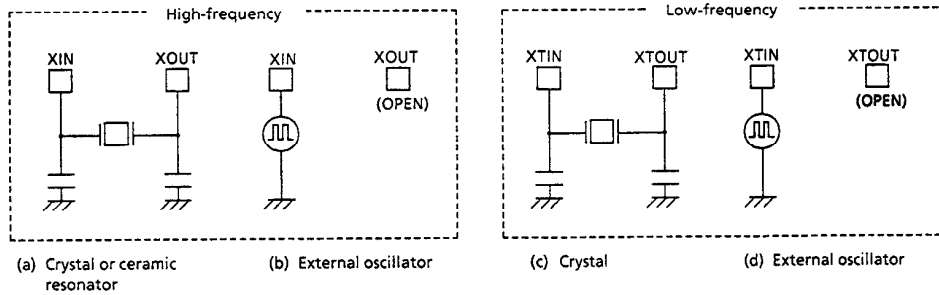 High-frequency
Low-frequency
XIN
XOUT
XIN
XOUT
(OPEN)
XTIN
XTOUT
XTIN
XTOUT
(OPEN)
(a) Crystal or ceramic
resonator
(b) External oscillator
(c) Crystal
(d) External oscillator